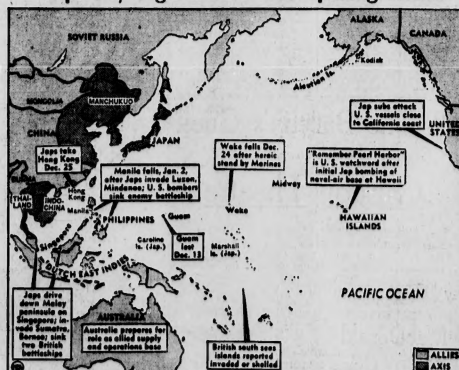 SOVIET RUSSIA
ALASKA
CANADA
Kodiak
Aleutian Is.
MONGOLIA
MANCHUKUO
CHINA
JAPAN
Jap subs attack
U. S. vessels close
to California coast
UNITED
STATES
Japs take
Hong Kong
Dec. 25
Wake falls Dec.
24 after heroic
stand by Marines
"Remember Pearl Harbor"
is U.S. watchword after
initial Jap bombing of
naval-air base at Hawaii
Manila falls, Jan. 2,
after Japs invade Luzon,
Mindanao; U. S. bombers
sink enemy battleship
Midway
Hong
Kong
THAI-
LAND
INDO-
CHINA
Manila
PHILIPPINES
Guam
Wake
HAWAIIAN
ISLANDS
Singapore
Caroline
Is. (Jap.)
Guam
lost
Dec. 13
Marshall
Is. (Jap.)
DUTCH EAST INDIES
Japs drive
down Malay
peninsula on
Singapore; in-
vade Sumatra,
Borneo; sink
two British
battleships
PACIFIC OCEAN
AUSTRALIA
Australia prepares for
role as allied supply
and operations base
British south seas
islands reported
invaded or shelled
ALLIES
AXIS